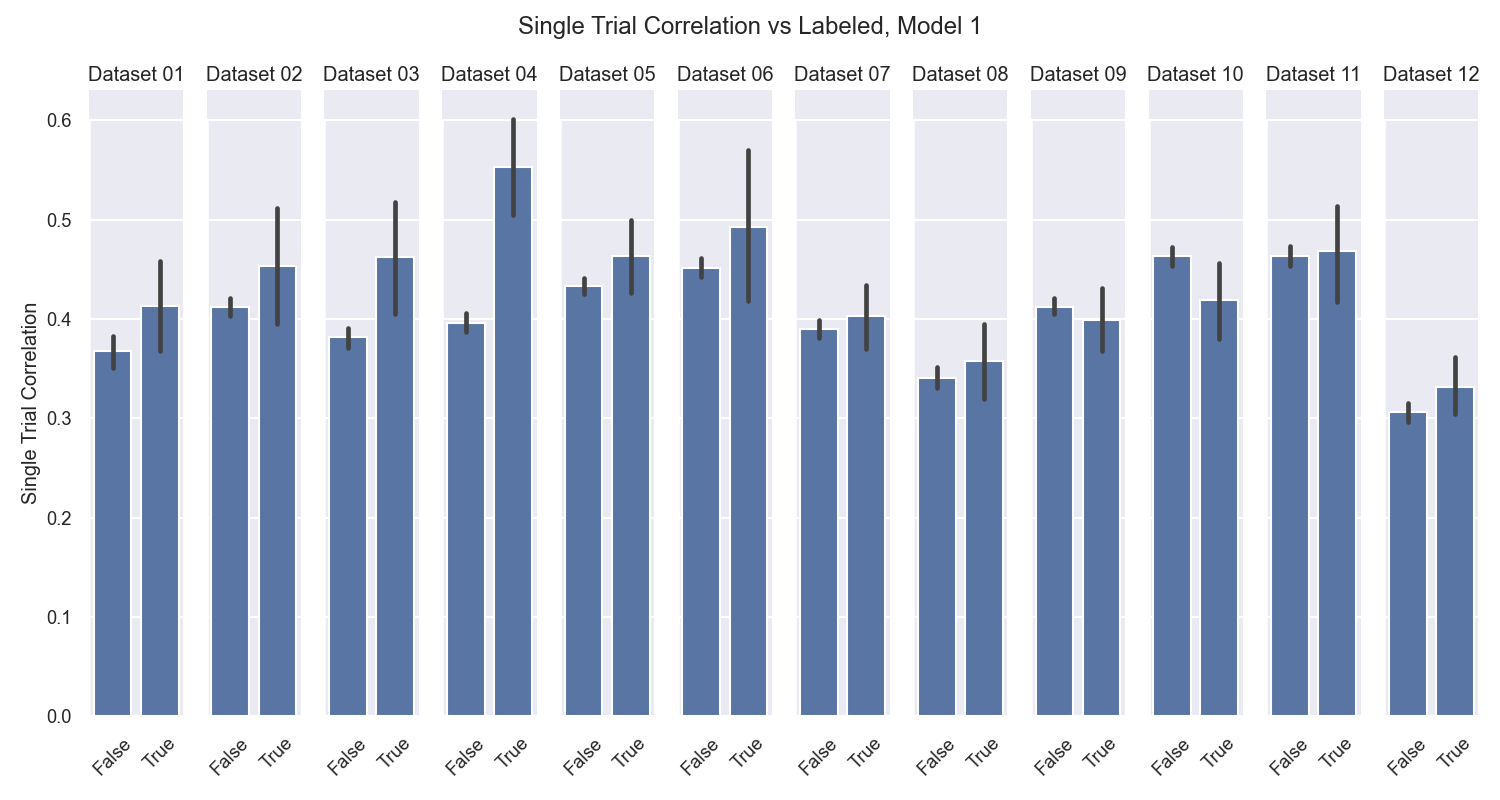 Single Trial Correlation vs Labeled, Model 1
Dataset 01 Dataset 02 Dataset 03 Dataset 04 Dataset 05 Dataset 06 Dataset 07 Dataset 08 Dataset 09 Dataset 10 Dataset 11 Dataset 12
0.6
0.5
0.4
0.3
0.2
0.1
0.0
Single Trial Correlation
False True False True False True False True False True False True False True False True False True False True False True False True